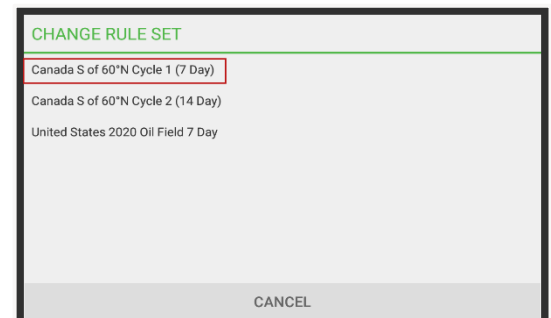 CHANGE RULE SET
Canada S of 60°N Cycle 1 (7 Day)
Canada S of 60°N Cycle 2 (14 Day)
United States 2020 Oil Field 7 Day
CANCEL